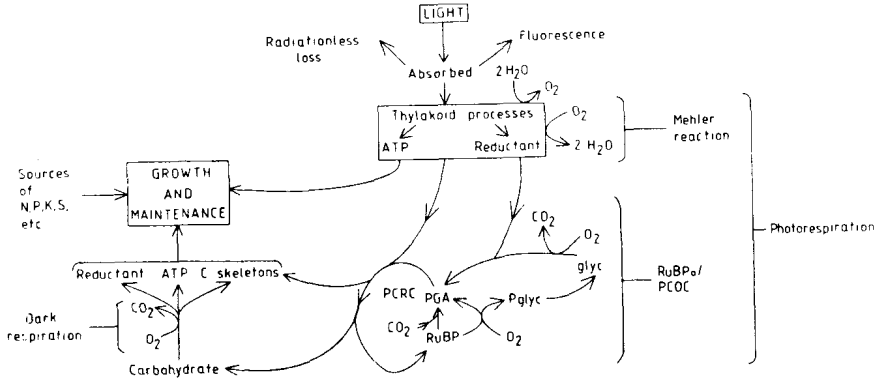 LIGHT
Radiationless
loss
Fluorescence
Absorbed
2 H2O
O2
Thylakoid processes
ATP
Reductant
O2
2 H2O
Mehler
reaction
Sources
of
N,P,K,S,
etc
GROWTH
AND
MAINTENANCE
CO2
O2
Photorespiration
Reductant ATP C skeletons
glyc
RuBPo/
PCOC
PCRC PGA
Pglyc
CO2
Dark
respiration
O2
CO2
RuBP
O2
Carbohydrate